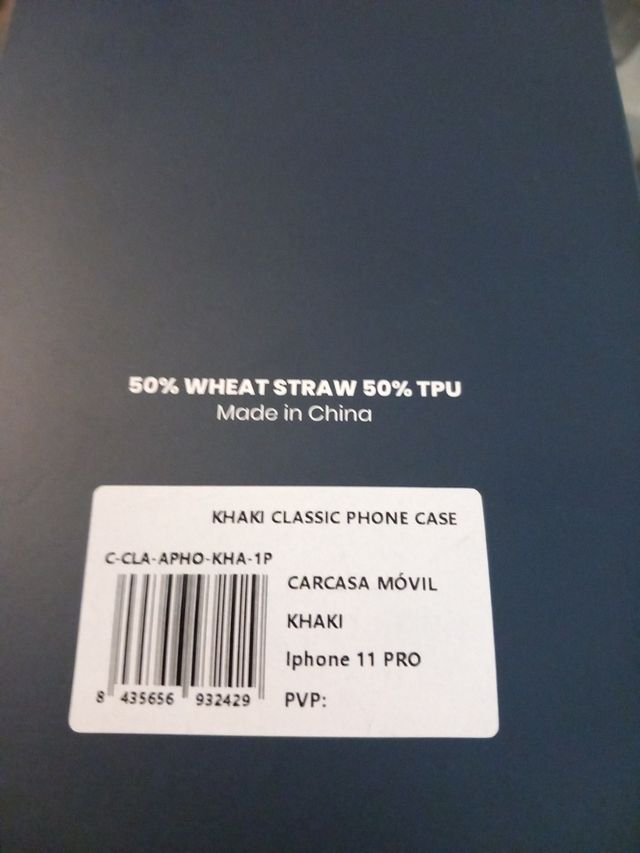 50% WHEAT STRAW 50% TPU
Made in China
KHAKI CLASSIC PHONE CASE
C-CLA-APHO-KHA-1P
CARCASA MÓVIL
KHAKI
Iphone 11 PRO
8 435656 932429
PVP: